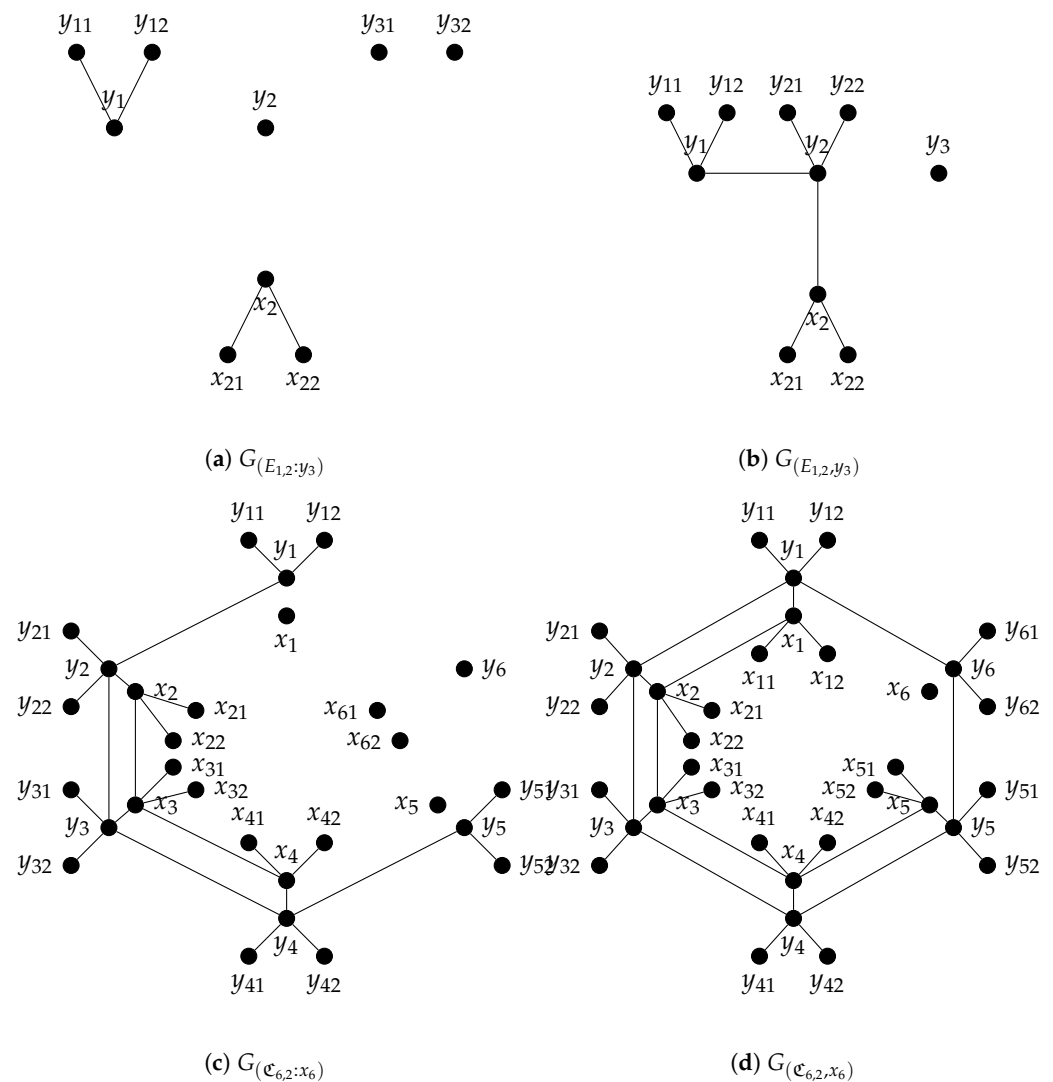 y₁₁ y₁₂ y₃₁ y₃₂
y₁ y₂
x₂
x₂₁ x₂₂
(a) G₍E₁,₂:y₃₎
y₁₁ y₁₂ y₂₁ y₂₂
y₁ y₂ y₃
x₂
x₂₁ x₂₂
(b) G₍E₁,₂,y₃₎
y₁₁ y₁₂
y₁
x₁
y₂₁
y₂ y₆
x₂
y₂₂ x₂₁ x₆₁
x₂₂ x₆₂
x₃₁
y₃₁ x₃₂ y₅₁
x₃ x₅
y₃ x₄₁ x₄₂ y₅
y₃₂ x₄ y₅₂
y₄
y₄₁ y₄₂
(c) G₍𝕮₆,₂:x₆₎
y₁₁ y₁₂
y₁
x₁
y₂₁ y₆₁
y₂ x₁₁ x₁₂ y₆
x₂ x₆
y₂₂ x₂₁ y₆₂
x₂₂
x₃₁ x₅₁
y₃₁ x₃₂ x₅₂ y₅₁
x₃ x₅
y₃ x₄₁ x₄₂ y₅
y₃₂ x₄ y₅₂
y₄
y₄₁ y₄₂
(d) G₍𝕮₆,₂,x₆₎